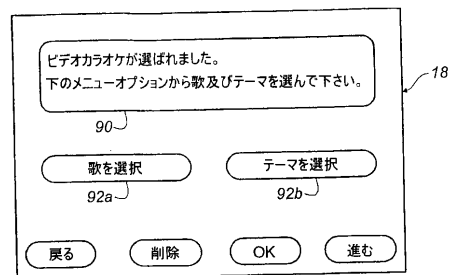 ビデオカラオケが選ばれました。
下のメニューオプションから歌及びテーマを選んで下さい。
18
90
歌を選択
テーマを選択
92a
92b
戻る
削除
OK
進む